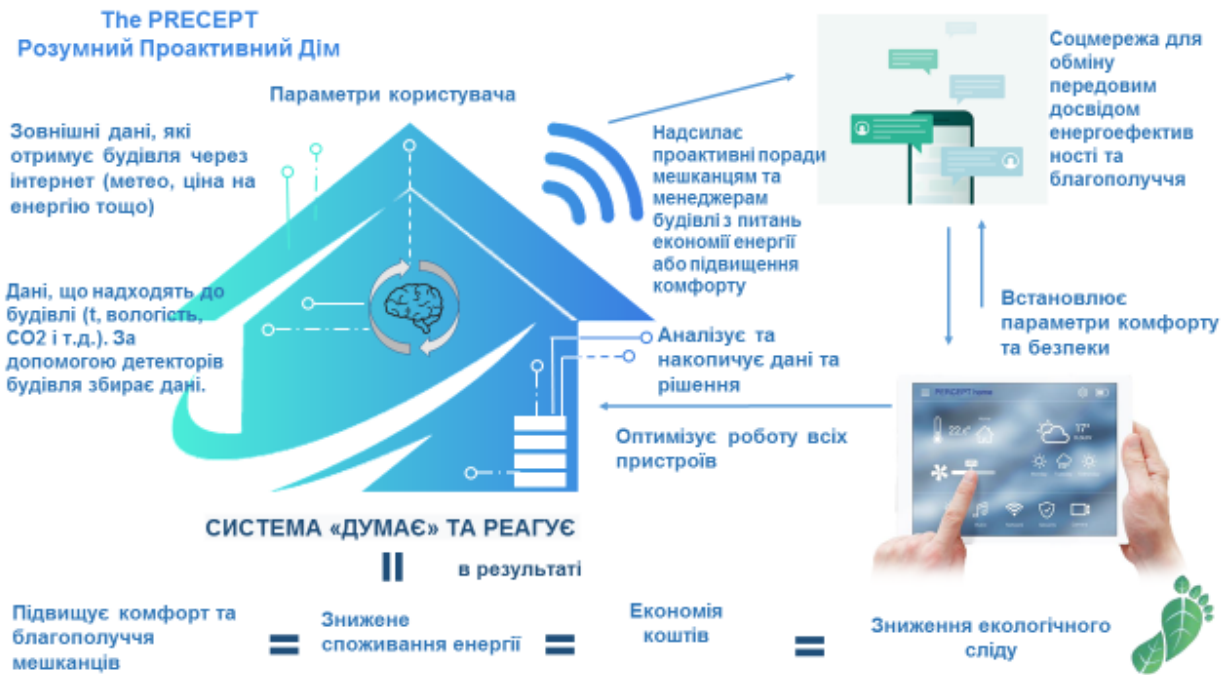 The PRECEPT
Розумний Проактивний Дім
Параметри користувача
Зовнішні дані, які
отримує будівля через
інтернет (метео, ціна на
енергію тощо)
Дані, що надходять до
будівлі (t, вологість,
CO2 і т.д.). За
допомогою детекторів
будівля збирає дані.
Надсилає
проактивні поради
мешканцям та
менеджерам
будівлі з питань
економії енергії
або підвищення
комфорту
Соцмережа для
обміну
передовим
досвідом
енергоефектив
ності та
благополуччя
Аналізує та
накопичує дані та
рішення
Встановлює
параметри комфорту
та безпеки
Оптимізує роботу всіх
пристроїв
PERCEPT home
17°
СИСТЕМА «ДУМАЄ» ТА РЕАГУЄ
=
в результаті
Підвищує комфорт та
благополуччя
мешканців
=
Знижене
споживання енергії
=
Економія
коштів
=
Зниження екологічного
сліду